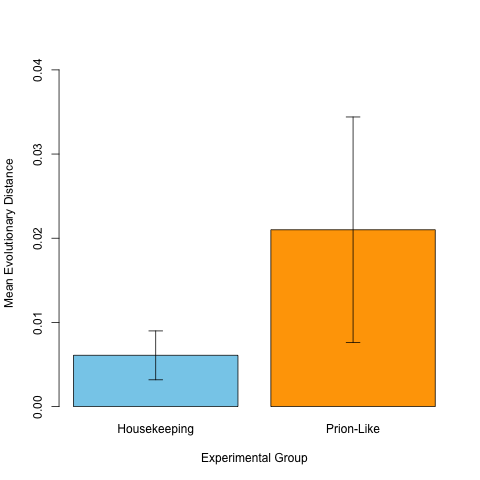 0.04
0.03
0.02
0.01
0.00
Mean Evolutionary Distance
Housekeeping
Prion-Like
Experimental Group